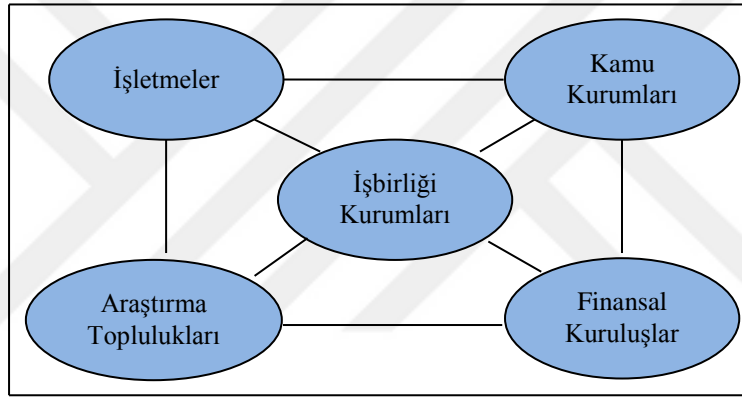 İşletmeler
Kamu
Kurumları
İşbirliği
Kurumları
Araştırma
Toplulukları
Finansal
Kuruluşlar